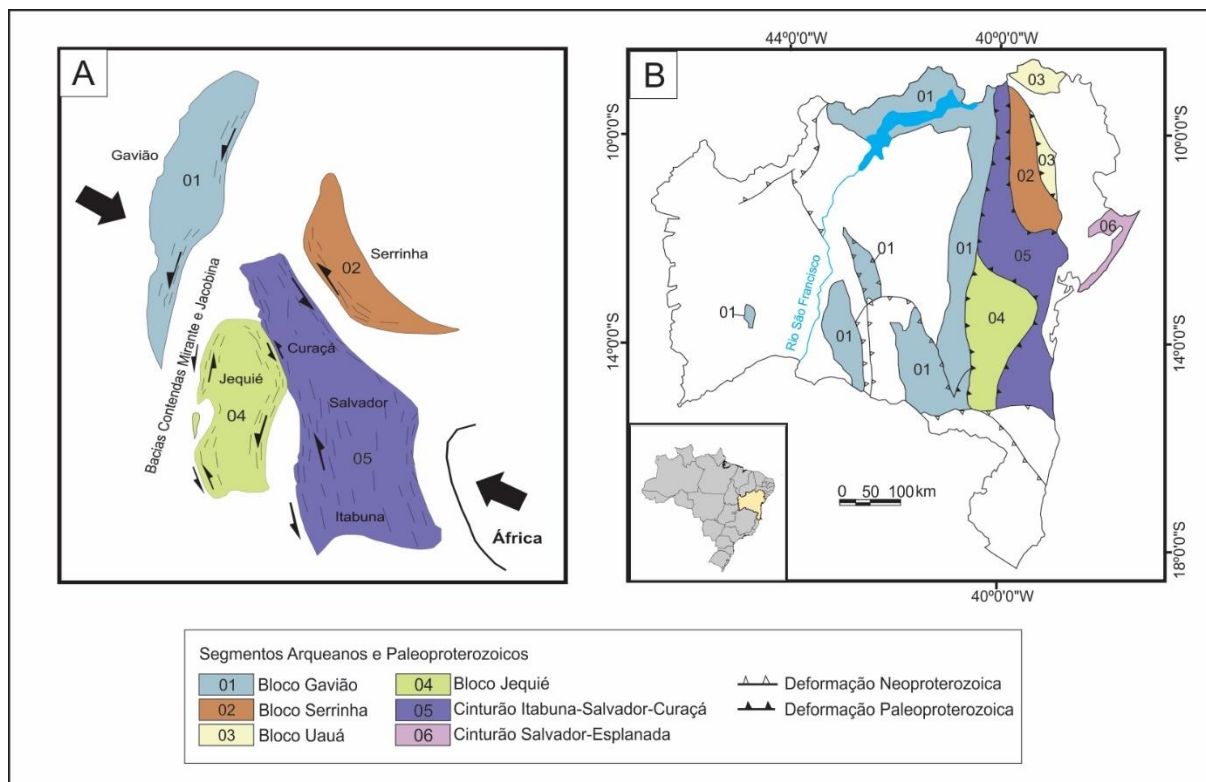 A
Gavião
01
02
Serrinha
Bacias Contendas Mirante e Jacobina
Curaçá
Jequié
04
Salvador
05
Itabuna
África
B
44º0'0"W
40º0'0"W
10º0'0"S
10º0'0"S
14º0'0"S
14º0'0"S
18º0'0"S
40º0'0"W
01
03
03
02
06
01
01
05
01
01
04
01
Rio São Francisco
0 50 100 km
Segmentos Arqueanos e Paleoproterozoicos
01 Bloco Gavião
02 Bloco Serrinha
03 Bloco Uauá
04 Bloco Jequié
05 Cinturão Itabuna-Salvador-Curaçá
06 Cinturão Salvador-Esplanada
Deformação Neoproterozoica
Deformação Paleoproterozoica